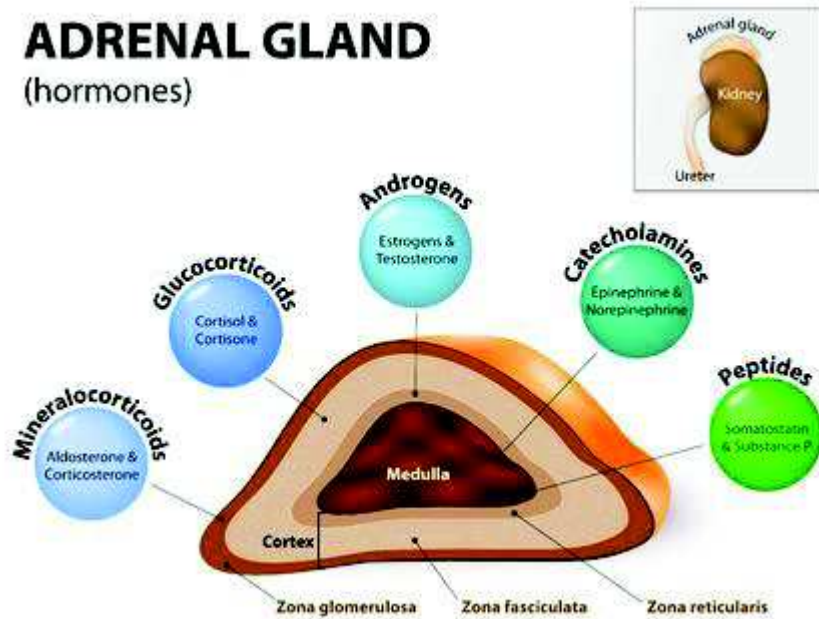 ADRENAL GLAND
(hormones)
Adrenal gland
Kidney
Ureter
Androgens
Estrogens &
Testosterone
Glucocorticoids
Cortisol &
Cortisone
Catecholamines
Epinephrine &
Norepinephrine
Mineralocorticoids
Aldosterone &
Corticosterone
Peptides
Somatostatin
& Substance P
Medulla
Cortex
Zona glomerulosa
Zona fasciculata
Zona reticularis